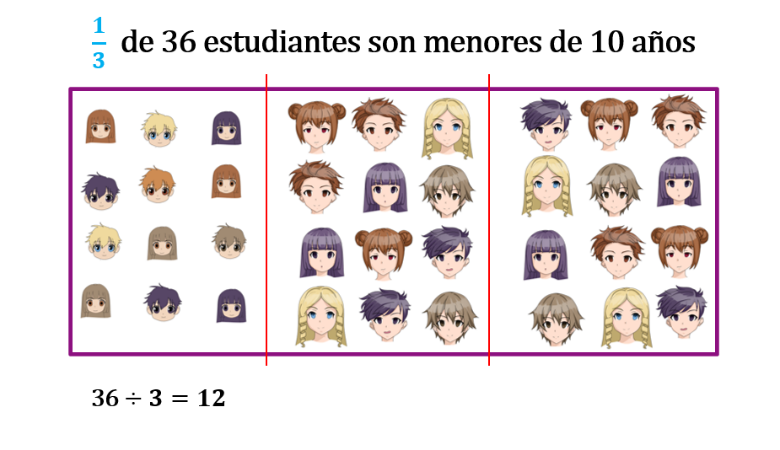 1/3 de 36 estudiantes son menores de 10 años
36 ÷ 3 = 12